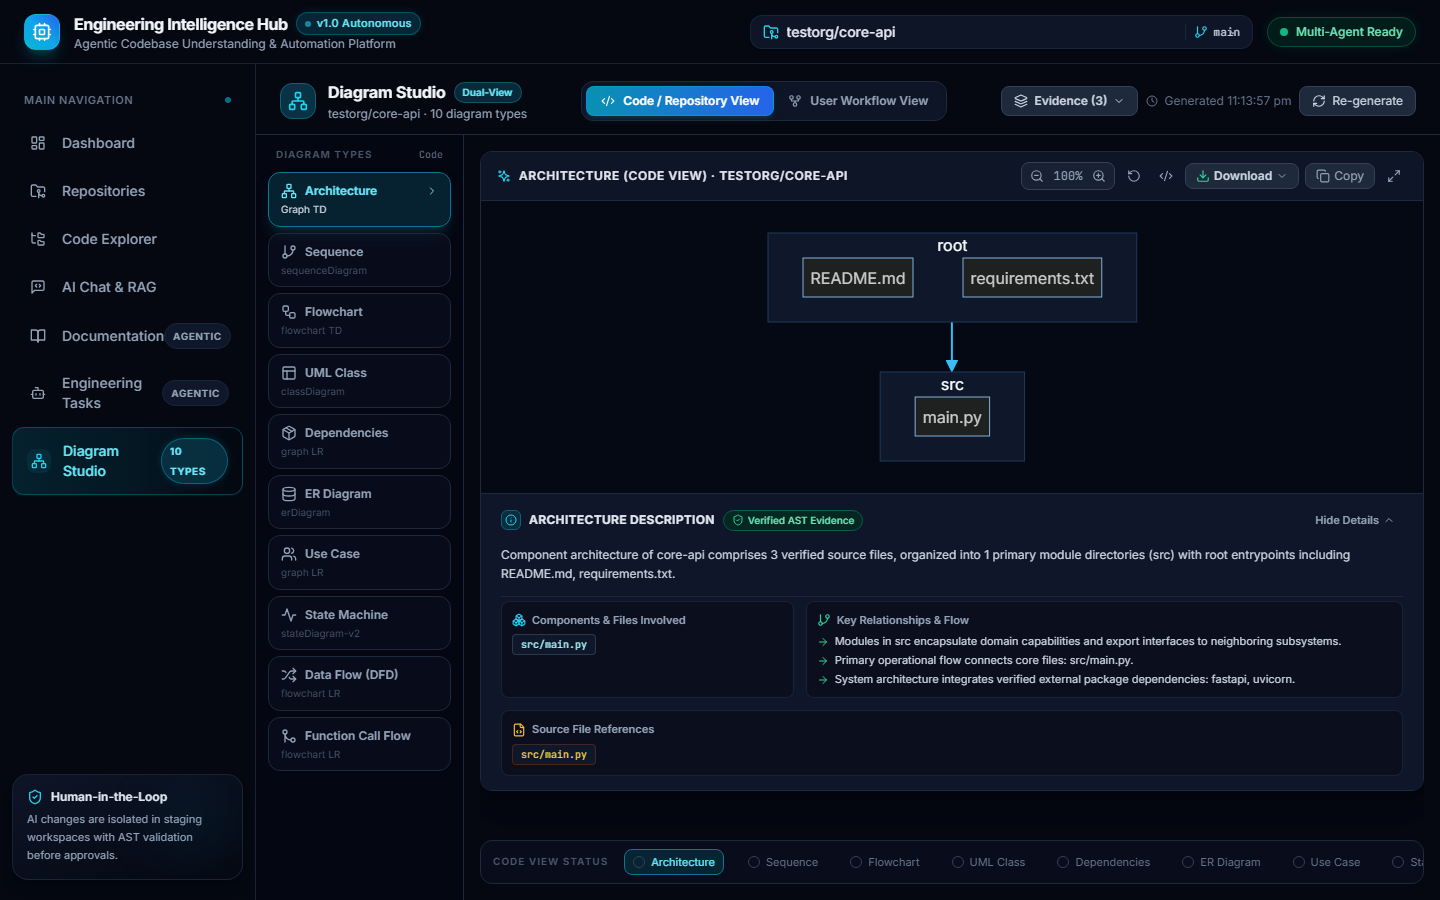 Engineering Intelligence Hub
v1.0 Autonomous
Agentic Codebase Understanding & Automation Platform
testorg/core-api
main
Multi-Agent Ready
MAIN NAVIGATION
Dashboard
Repositories
Code Explorer
AI Chat & RAG
Documentation
AGENTIC
Engineering
Tasks
AGENTIC
Diagram
Studio
10
TYPES
Human-in-the-Loop
AI changes are isolated in staging
workspaces with AST validation
before approvals.
Diagram Studio
Dual-View
testorg/core-api · 10 diagram types
Code / Repository View
User Workflow View
Evidence (3)
Generated 11:13:57 pm
Re-generate
DIAGRAM TYPES
Code
Architecture
Graph TD
Sequence
sequenceDiagram
Flowchart
flowchart TD
UML Class
classDiagram
Dependencies
graph LR
ER Diagram
erDiagram
Use Case
graph LR
State Machine
stateDiagram-v2
Data Flow (DFD)
flowchart LR
Function Call Flow
flowchart LR
ARCHITECTURE (CODE VIEW) · TESTORG/CORE-API
100%
Download
Copy
root
README.md
requirements.txt
src
main.py
ARCHITECTURE DESCRIPTION
Verified AST Evidence
Hide Details
Component architecture of core-api comprises 3 verified source files, organized into 1 primary module directories (src) with root entrypoints including
README.md, requirements.txt.
Components & Files Involved
src/main.py
Key Relationships & Flow
Modules in src encapsulate domain capabilities and export interfaces to neighboring subsystems.
Primary operational flow connects core files: src/main.py.
System architecture integrates verified external package dependencies: fastapi, uvicorn.
Source File References
src/main.py
CODE VIEW STATUS
Architecture
Sequence
Flowchart
UML Class
Dependencies
ER Diagram
Use Case